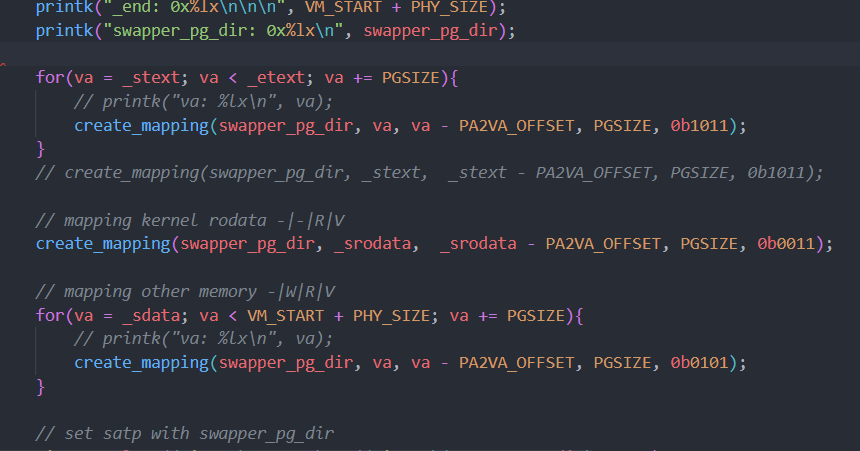 printk("_end: 0x%lx\n\n\n", VM_START + PHY_SIZE);
printk("swapper_pg_dir: 0x%lx\n", swapper_pg_dir);
for(va = _stext; va < _etext; va += PGSIZE){
// printk("va: %lx\n", va);
create_mapping(swapper_pg_dir, va, va - PA2VA_OFFSET, PGSIZE, 0b1011);
}
// create_mapping(swapper_pg_dir, _stext,  _stext - PA2VA_OFFSET, PGSIZE, 0b1011);
// mapping kernel rodata -|-|R|V
create_mapping(swapper_pg_dir, _srodata,  _srodata - PA2VA_OFFSET, PGSIZE, 0b0011);
// mapping other memory -|W|R|V
for(va = _sdata; va < VM_START + PHY_SIZE; va += PGSIZE){
// printk("va: %lx\n", va);
create_mapping(swapper_pg_dir, va, va - PA2VA_OFFSET, PGSIZE, 0b0101);
}
// set satp with swapper_pg_dir